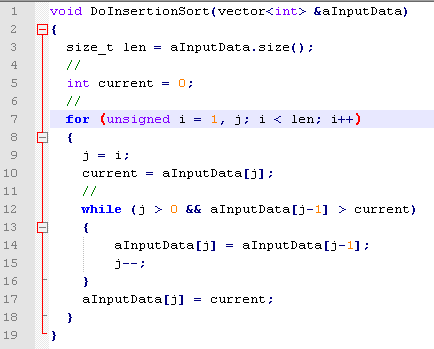 1 void DoInsertionSort(vector<int> &aInputData)
2 {
3   size_t len = aInputData.size();
4   //
5   int current = 0;
6   //
7   for (unsigned i = 1, j; i < len; i++)
8   {
9     j = i;
10     current = aInputData[j];
11     //
12     while (j > 0 && aInputData[j-1] > current)
13     {
14         aInputData[j] = aInputData[j-1];
15         j--;
16     }
17     aInputData[j] = current;
18   }
19 }